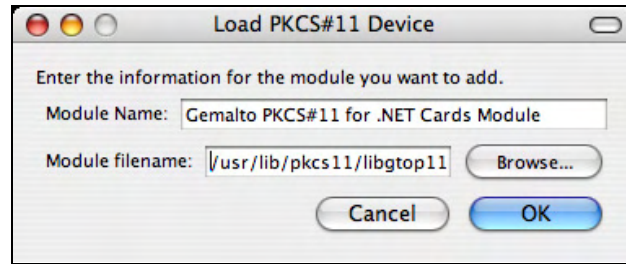 Load PKCS#11 Device
Enter the information for the module you want to add.
Module Name: Gemalto PKCS#11 for .NET Cards Module
Module filename: /usr/lib/pkcs11/libgtop11 Browse...
Cancel OK